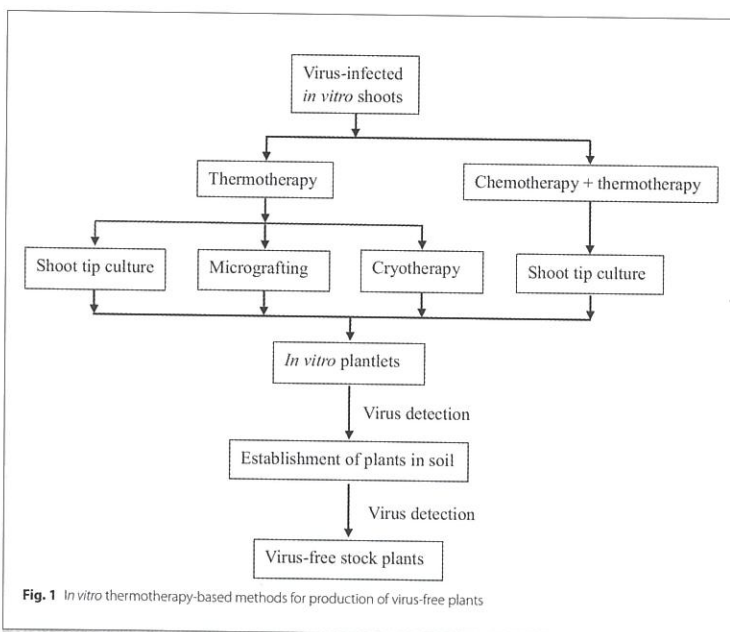 Virus-infected
in vitro shoots
Thermotherapy
Chemotherapy + thermotherapy
Shoot tip culture
Micrografting
Cryotherapy
Shoot tip culture
In vitro plantlets
Virus detection
Establishment of plants in soil
Virus detection
Virus-free stock plants
Fig. 1 In vitro thermotherapy-based methods for production of virus-free plants